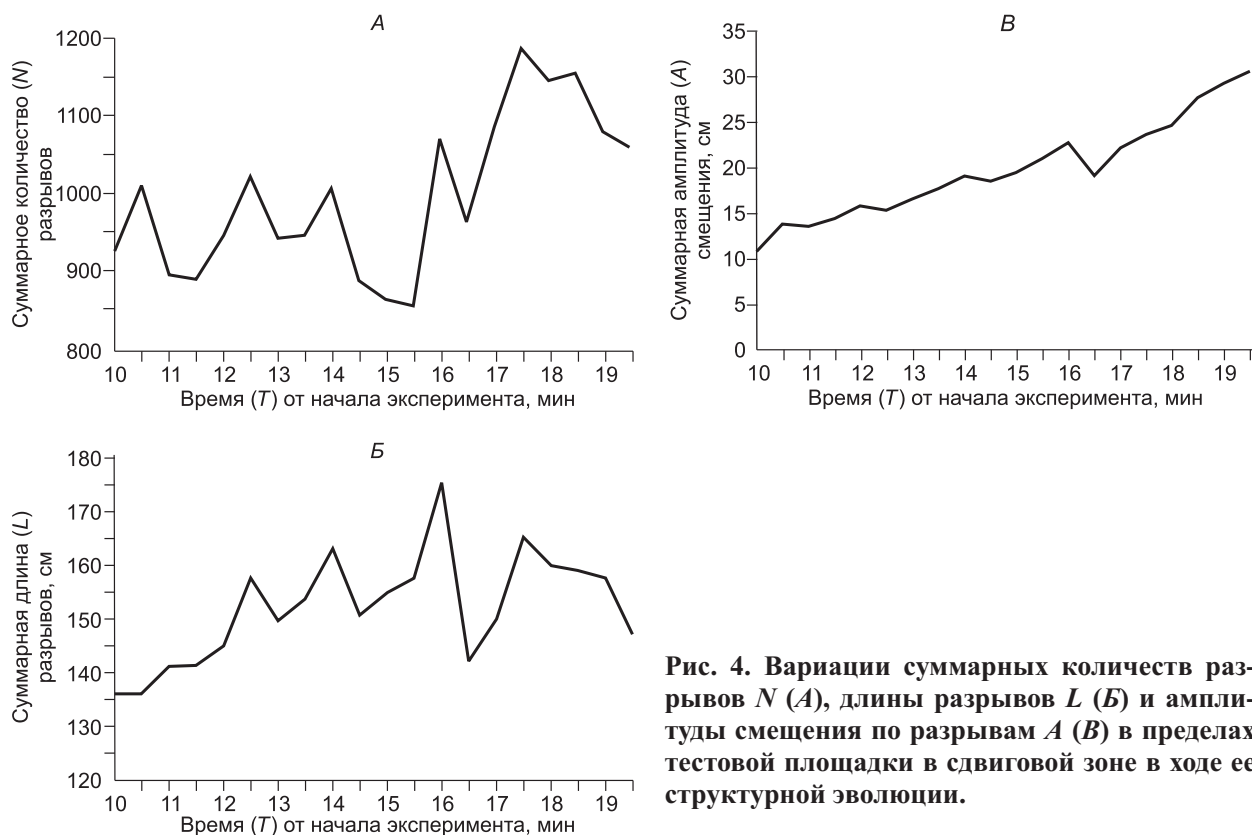 А
Суммарное количество (N)
разрывов
1200
1100
1000
900
800
10 11 12 13 14 15 16 17 18 19
Время (T) от начала эксперимента, мин
В
Суммарная амплитуда (A)
смещения, см
35
30
25
20
15
10
5
0
10 11 12 13 14 15 16 17 18 19
Время (T) от начала эксперимента, мин
Б
Суммарная длина (L)
разрывов, см
180
170
160
150
140
130
120
10 11 12 13 14 15 16 17 18 19
Время (T) от начала эксперимента, мин
Рис. 4. Вариации суммарных количеств раз-
рывов N (А), длины разрывов L (Б) и ампли-
туды смещения по разрывам A (В) в пределах
тестовой площадки в сдвиговой зоне в ходе ее
структурной эволюции.